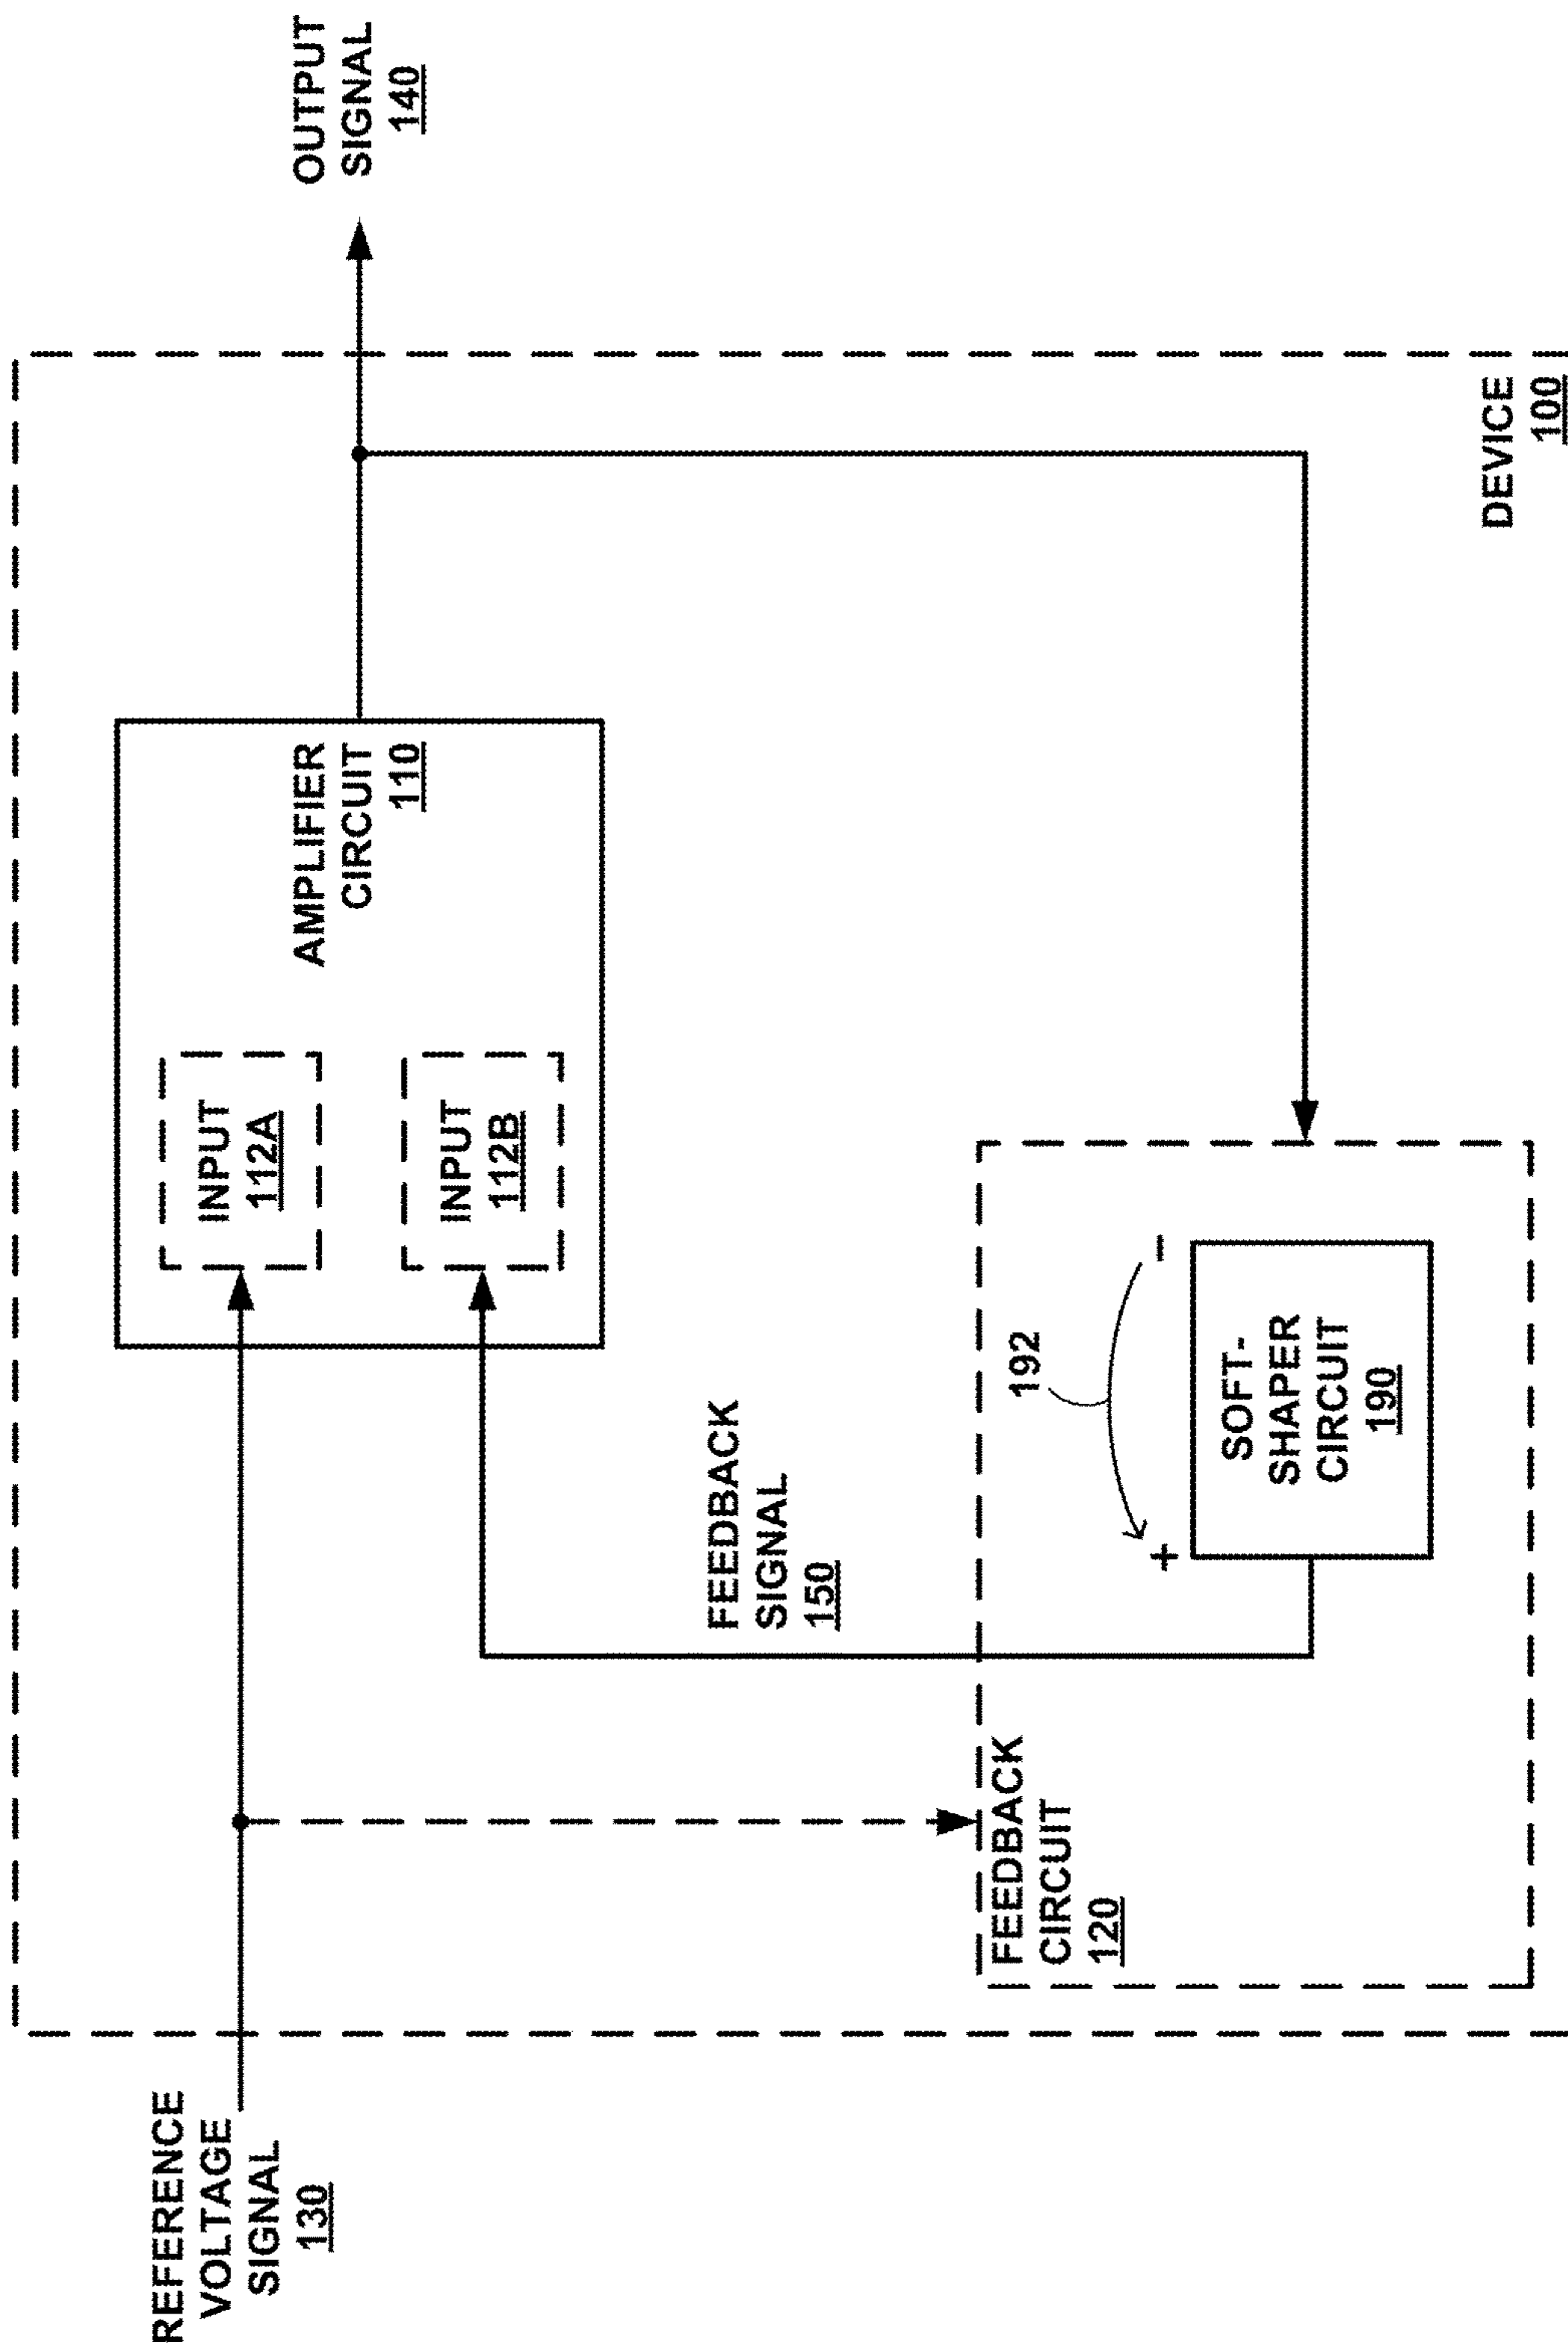 REFERENCE
VOLTAGE
SIGNAL
130
INPUT
112A
INPUT
112B
AMPLIFIER
CIRCUIT
110
OUTPUT
SIGNAL
140
FEEDBACK
SIGNAL
150
FEEDBACK
CIRCUIT
120
192
+
-
SOFT-
SHAPER
CIRCUIT
190
DEVICE
100